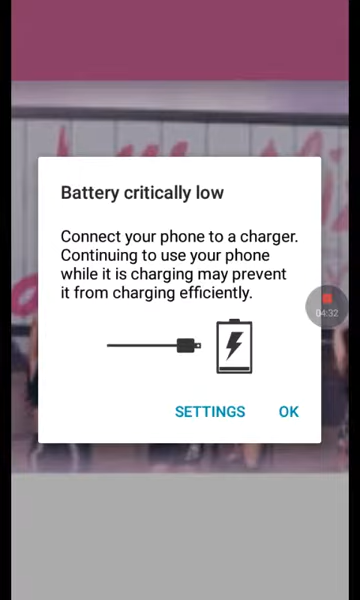 Battery critically low
Connect your phone to a charger.
Continuing to use your phone
while it is charging may prevent
it from charging efficiently.
04:32
SETTINGS OK